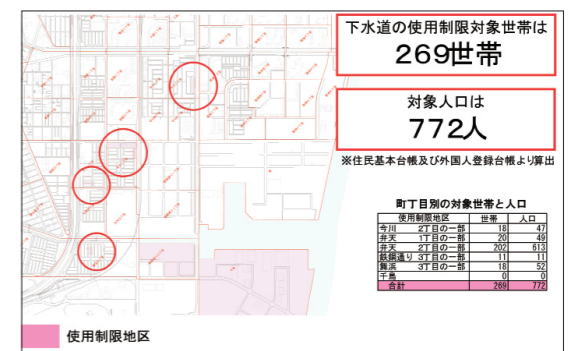 下水道の使用制限対象世帯は
269世帯
対象人口は
772人
※住民基本台帳及び外国人登録台帳より算出
町丁目別の対象世帯と人口
使用制限地区 世帯 人口
今川 2丁目の一部 18 47
弁天 1丁目の一部 20 49
弁天 2丁目の一部 202 613
鉄鋼通り 3丁目の一部 11 11
舞浜 3丁目の一部 18 52
千鳥 0 0
合計 269 772
使用制限地区